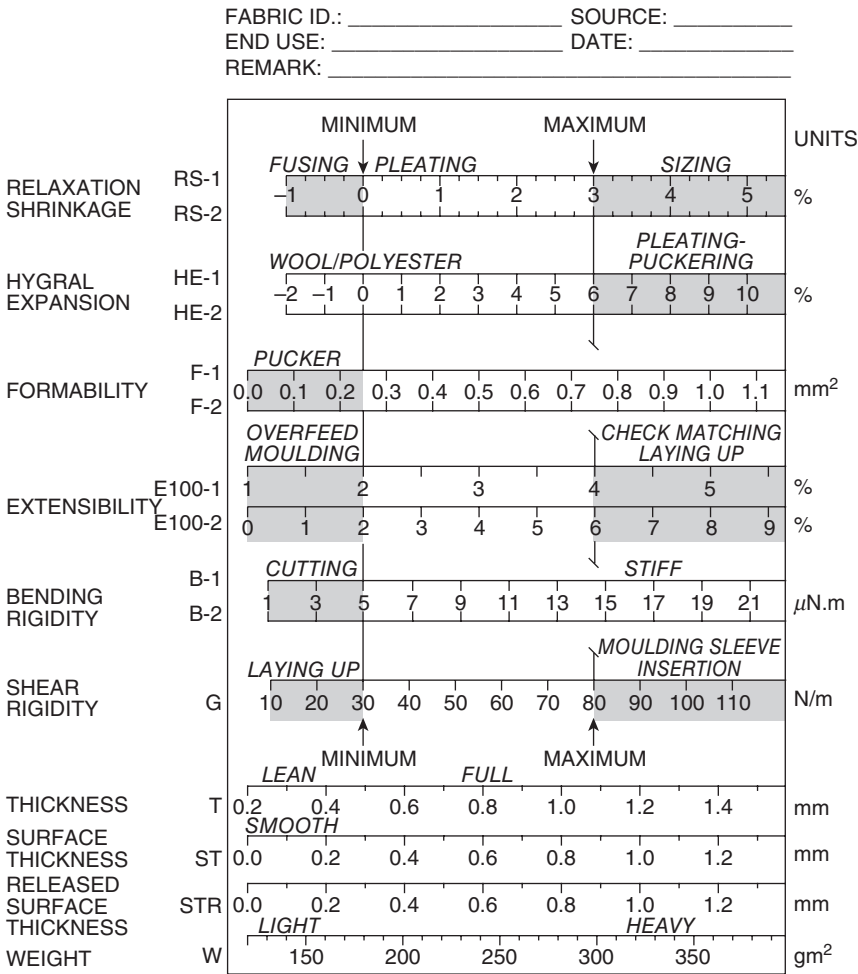 FABRIC ID.: ____________________ SOURCE: ___________
END USE: ______________________ DATE: ______________
REMARK: ___________________________________________
MINIMUM MAXIMUM UNITS
FUSING PLEATING SIZING
RELAXATION SHRINKAGE RS-1
–1 0 1 2 3 4 5 %
RS-2
WOOL/POLYESTER PLEATING-PUCKERING
HYGRAL EXPANSION HE-1
–2 –1 0 1 2 3 4 5 6 7 8 9 10 %
HE-2
PUCKER
F-1
FORMABILITY 0.0 0.1 0.2 0.3 0.4 0.5 0.6 0.7 0.8 0.9 1.0 1.1 mm2
F-2
OVERFEED MOULDING CHECK MATCHING LAYING UP
E100-1 1 2 3 4 5 %
EXTENSIBILITY
E100-2 0 1 2 3 4 5 6 7 8 9 %
CUTTING STIFF
B-1
BENDING RIGIDITY B-2 1 3 5 7 9 11 13 15 17 19 21 μN.m
LAYING UP MOULDING SLEEVE INSERTION
SHEAR RIGIDITY G 10 20 30 40 50 60 70 80 90 100 110 N/m
MINIMUM MAXIMUM
LEAN FULL
THICKNESS T 0.2 0.4 0.6 0.8 1.0 1.2 1.4 mm
SMOOTH
SURFACE THICKNESS ST 0.0 0.2 0.4 0.6 0.8 1.0 1.2 mm
RELEASED SURFACE THICKNESS STR 0.0 0.2 0.4 0.6 0.8 1.0 1.2 mm
LIGHT HEAVY
WEIGHT W 150 200 250 300 350 gm2